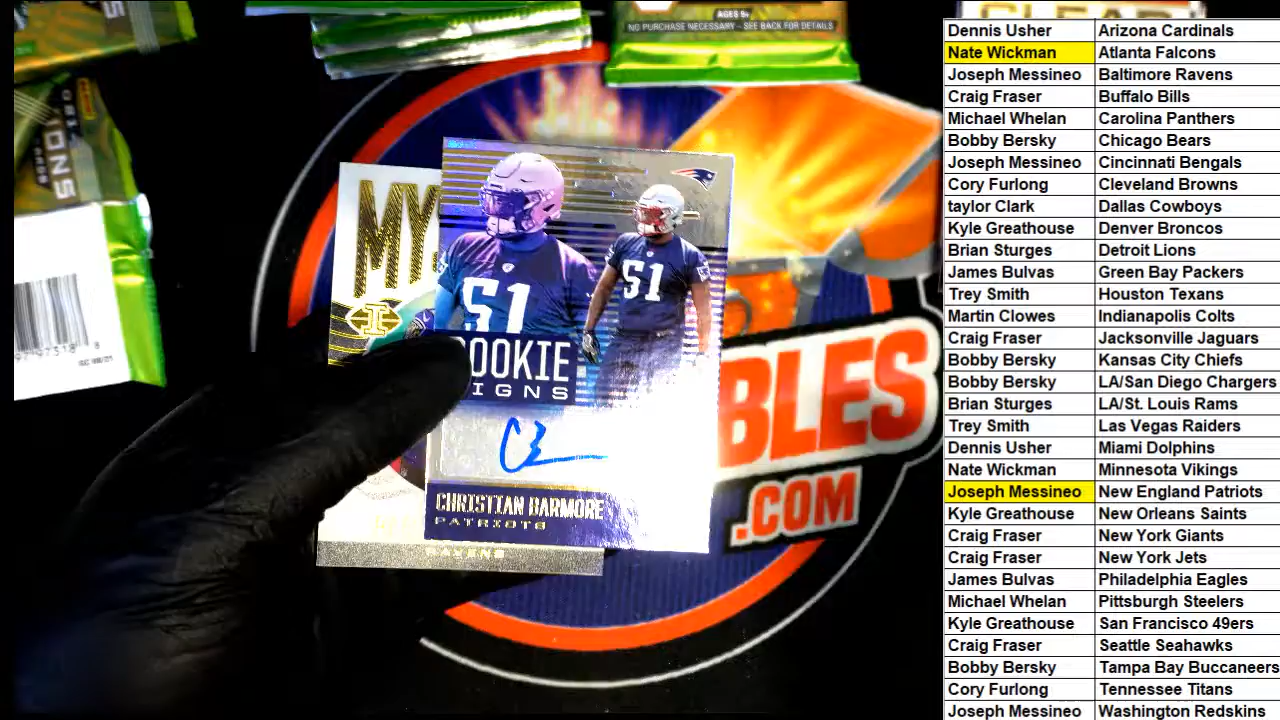 AGES 9+
NO PURCHASE NECESSARY - SEE BACK FOR DETAILS
MY
51
51
OOKIE
IGNS
CHRISTIAN BARMORE
PATRIOTS
BLES
.COM
Dennis Usher Arizona Cardinals
Nate Wickman Atlanta Falcons
Joseph Messineo Baltimore Ravens
Craig Fraser Buffalo Bills
Michael Whelan Carolina Panthers
Bobby Bersky Chicago Bears
Joseph Messineo Cincinnati Bengals
Cory Furlong Cleveland Browns
taylor Clark Dallas Cowboys
Kyle Greathouse Denver Broncos
Brian Sturges Detroit Lions
James Bulvas Green Bay Packers
Trey Smith Houston Texans
Martin Clowes Indianapolis Colts
Craig Fraser Jacksonville Jaguars
Bobby Bersky Kansas City Chiefs
Bobby Bersky LA/San Diego Chargers
Brian Sturges LA/St. Louis Rams
Trey Smith Las Vegas Raiders
Dennis Usher Miami Dolphins
Nate Wickman Minnesota Vikings
Joseph Messineo New England Patriots
Kyle Greathouse New Orleans Saints
Craig Fraser New York Giants
Craig Fraser New York Jets
James Bulvas Philadelphia Eagles
Michael Whelan Pittsburgh Steelers
Kyle Greathouse San Francisco 49ers
Craig Fraser Seattle Seahawks
Bobby Bersky Tampa Bay Buccaneers
Cory Furlong Tennessee Titans
Joseph Messineo Washington Redskins